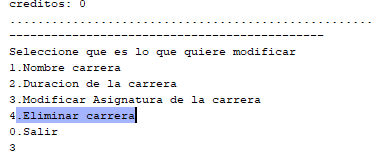 creditos: 0
....................................................
---------------------------------------------
Seleccione que es lo que quiere modificar
1.Nombre carrera
2.Duracion de la carrera
3.Modificar Asignatura de la carrera
4.Eliminar carrera
0.Salir
3